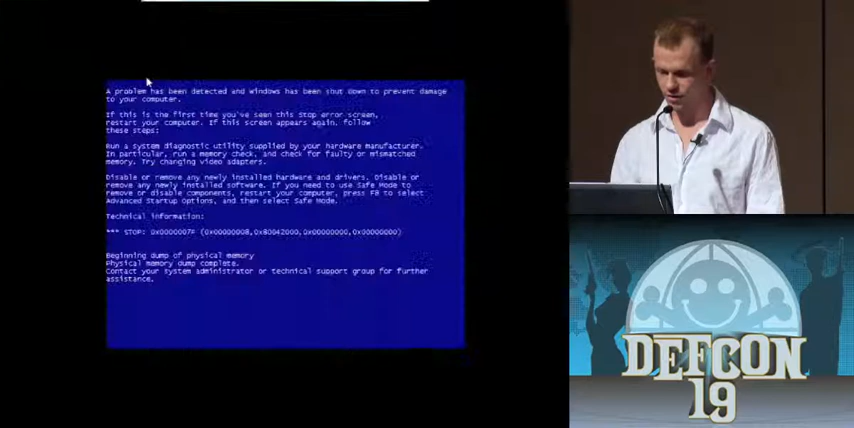 A problem has been detected and windows has been shut down to prevent damage
to your computer.
If this is the first time you've seen this Stop error screen,
restart your computer. If this screen appears again, follow
these steps:
Run a system diagnostic utility supplied by your hardware manufacturer.
In particular, run a memory check, and check for faulty or mismatched
memory. Try changing video adapters.
Disable or remove any newly installed hardware and drivers. Disable or
remove any newly installed software. If you need to use Safe Mode to
remove or disable components, restart your computer, press F8 to select
Advanced Startup Options, and then select Safe Mode.
Technical information:
*** STOP: 0x0000007F (0x00000008,0x80042000,0x00000000,0x00000000)
Beginning dump of physical memory
Physical memory dump complete.
Contact your system administrator or technical support group for further
assistance.
DEFCON
19